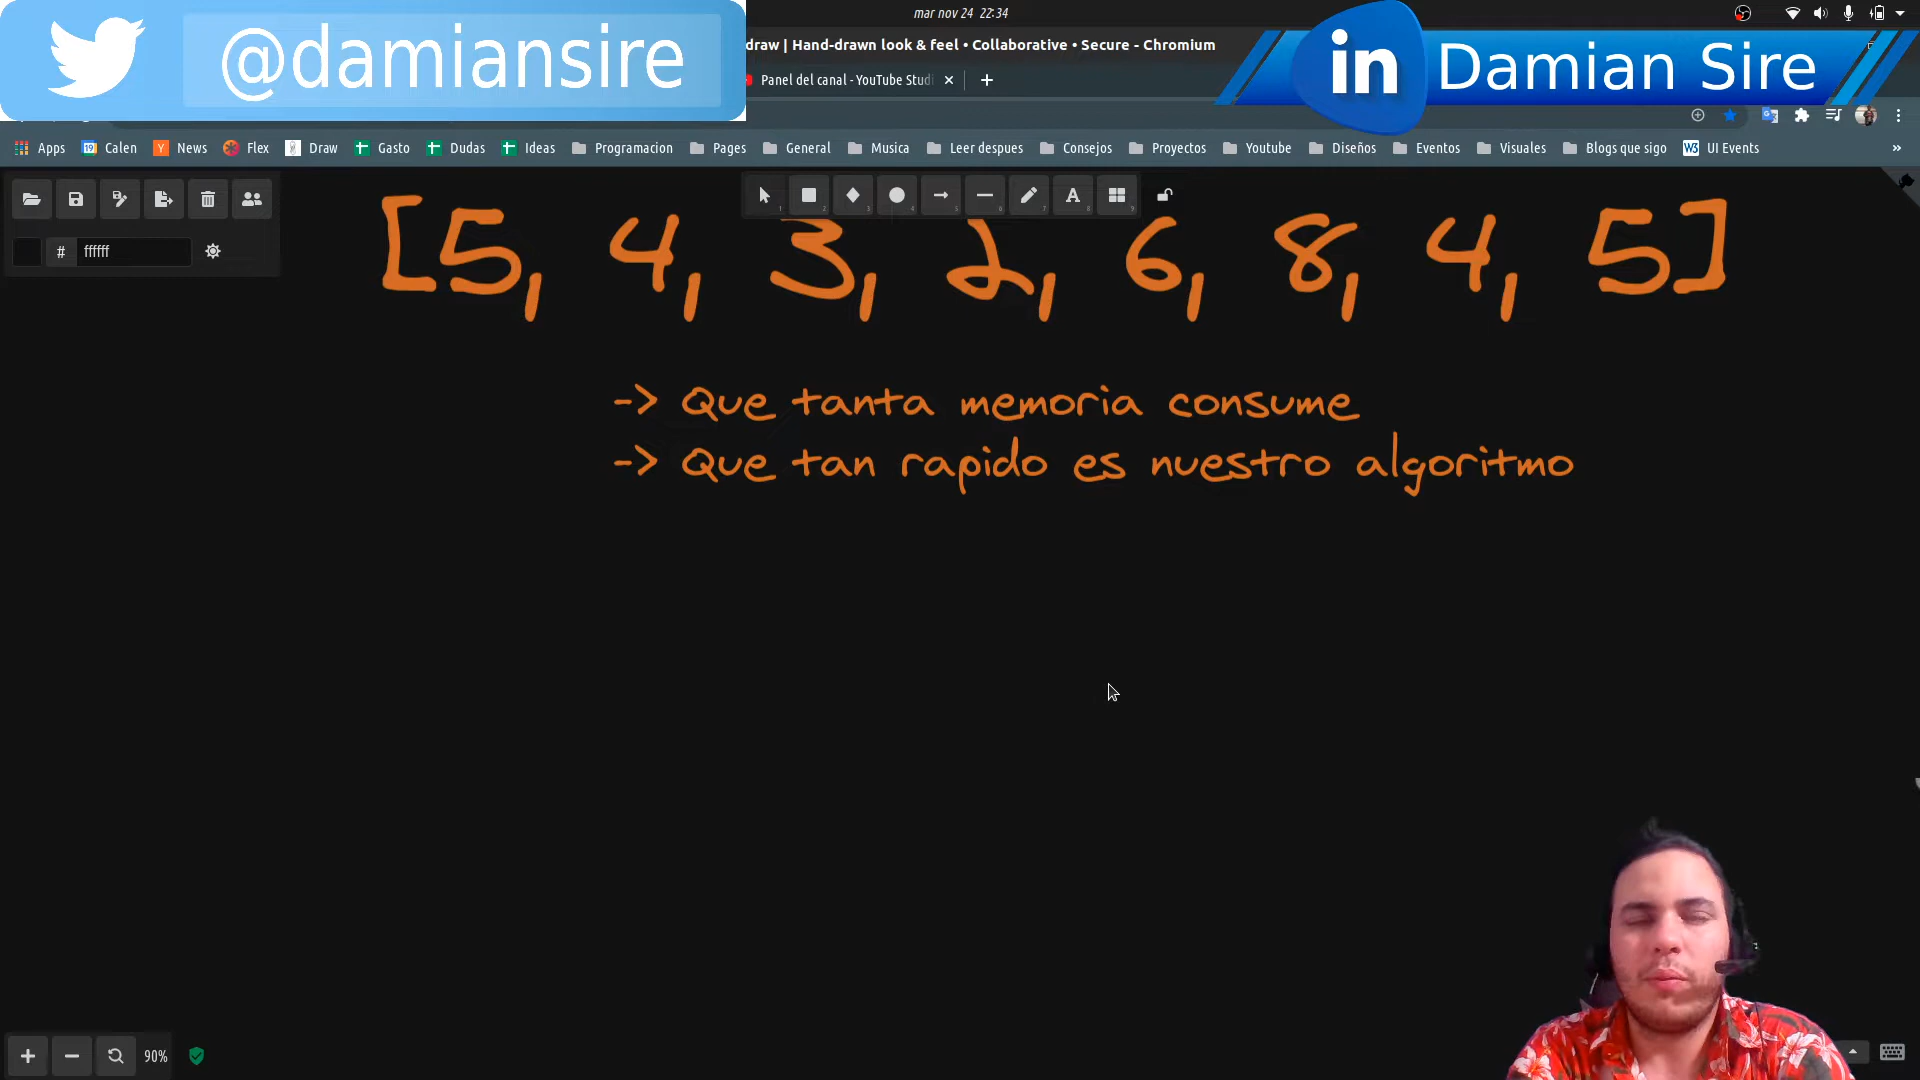 mar nov 24 22:34
@damiansire
in Damian Sire
draw | Hand-drawn look & feel • Collaborative • Secure - Chromium
Panel del canal - YouTube Studi
Apps Calen News Flex Draw Gasto Dudas Ideas Programacion Pages General Musica Leer despues Consejos Proyectos Youtube Diseños Eventos Visuales Blogs que sigo UI Events »
# ffffff
[5, 4, 3, 2, 6, 8, 4, 5]
-> Que tanta memoria consume
-> Que tan rapido es nuestro algoritmo
90%